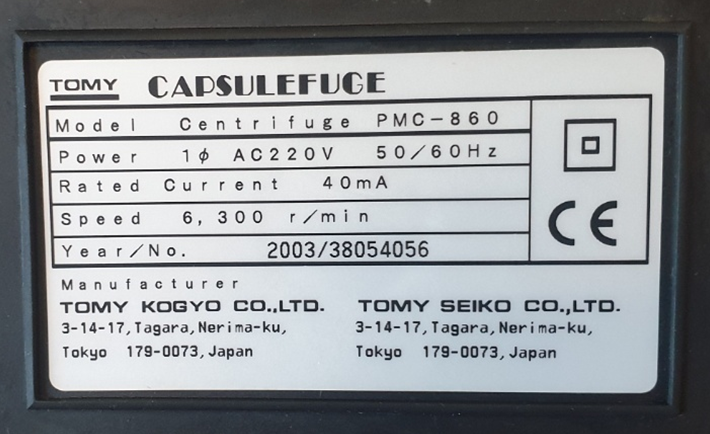 TOMY CAPSULEFUGE
Model Centrifuge PMC-860
Power 1ϕ AC220V 50/60Hz
Rated Current 40mA
Speed 6,300 r/min
Year/No. 2003/38054056
CE
Manufacturer
TOMY KOGYO CO.,LTD. TOMY SEIKO CO.,LTD.
3-14-17,Tagara,Nerima-ku, 3-14-17,Tagara,Nerima-ku,
Tokyo 179-0073,Japan Tokyo 179-0073,Japan